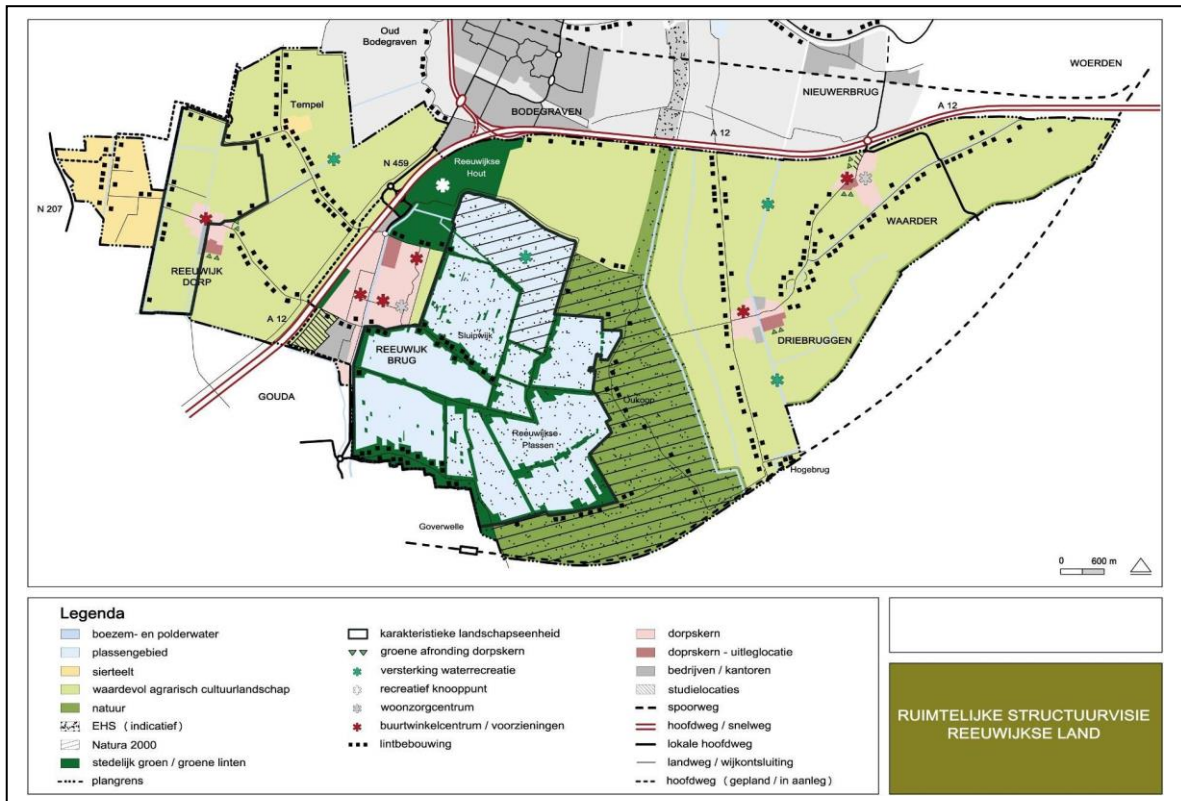 Oud
Bodegraven
WOERDEN
NIEUWERBRUG
Tempel
BODEGRAVEN
A 12
A 12
N 459
Reeuwijkse
Hout
N 207
WAARDER
REEUWIJK
DORP
A 12
Sluipwijk
DRIEBRUGGEN
REEUWIJK
BRUG
GOUDA
Oukoop
Reeuwijkse
Plassen
Hogebrug
Goverwelle
0 600 m
Legenda
boezem- en polderwater
plassengebied
sierteelt
waardevol agrarisch cultuurlandschap
natuur
EHS ( indicatief )
Natura 2000
stedelijk groen / groene linten
plangrens
karakteristieke landschapseenheid
groene afronding dorpskern
versterking waterrecreatie
recreatief knooppunt
woonzorgcentrum
buurtwinkelcentrum / voorzieningen
lintbebouwing
dorpskern
doprskern - uitleglocatie
bedrijven / kantoren
studielocaties
spoorweg
hoofdweg / snelweg
lokale hoofdweg
landweg / wijkontsluiting
hoofdweg ( gepland / in aanleg )
RUIMTELIJKE STRUCTUURVISIE
REEUWIJKSE LAND